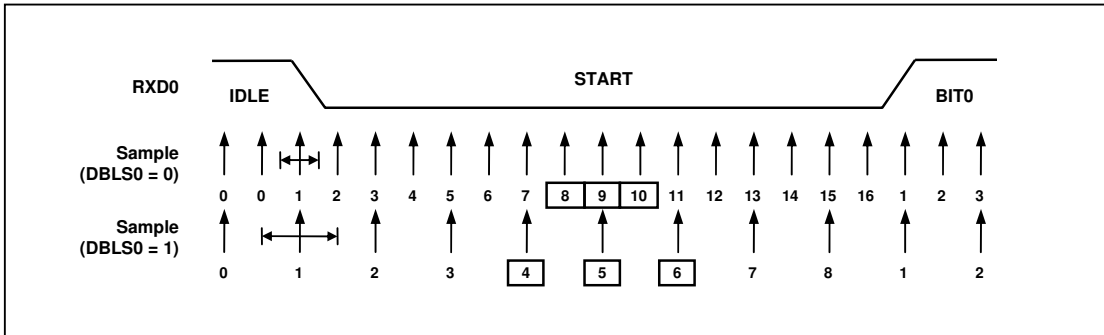 RXD0
IDLE
START
BIT0
Sample
(DBLS0 = 0)
0 0 1 2 3 4 5 6 7 8 9 10 11 12 13 14 15 16 1 2 3
Sample
(DBLS0 = 1)
0 1 2 3 4 5 6 7 8 1 2